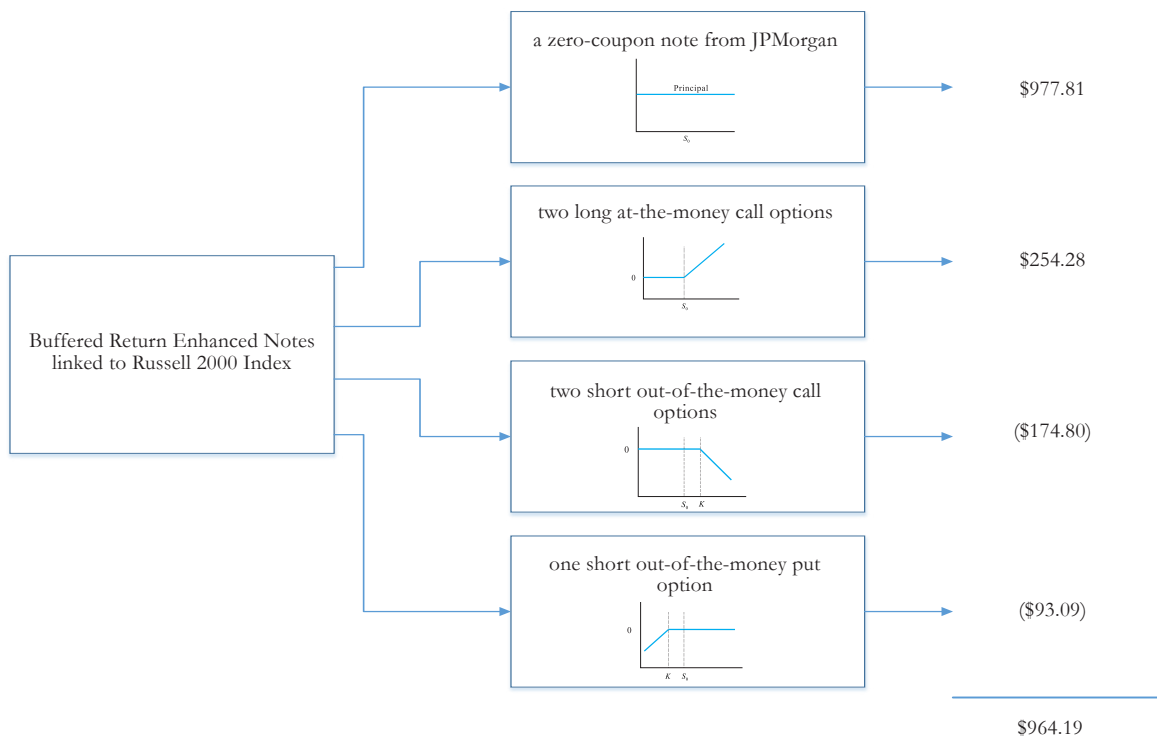 a zero-coupon note from JPMorgan
Principal
S₀
$977.81
two long at-the-money call options
0
S₀
$254.28
Buffered Return Enhanced Notes
linked to Russell 2000 Index
two short out-of-the-money call
options
0
S₀ K
($174.80)
one short out-of-the-money put
option
0
K S₀
($93.09)
$964.19